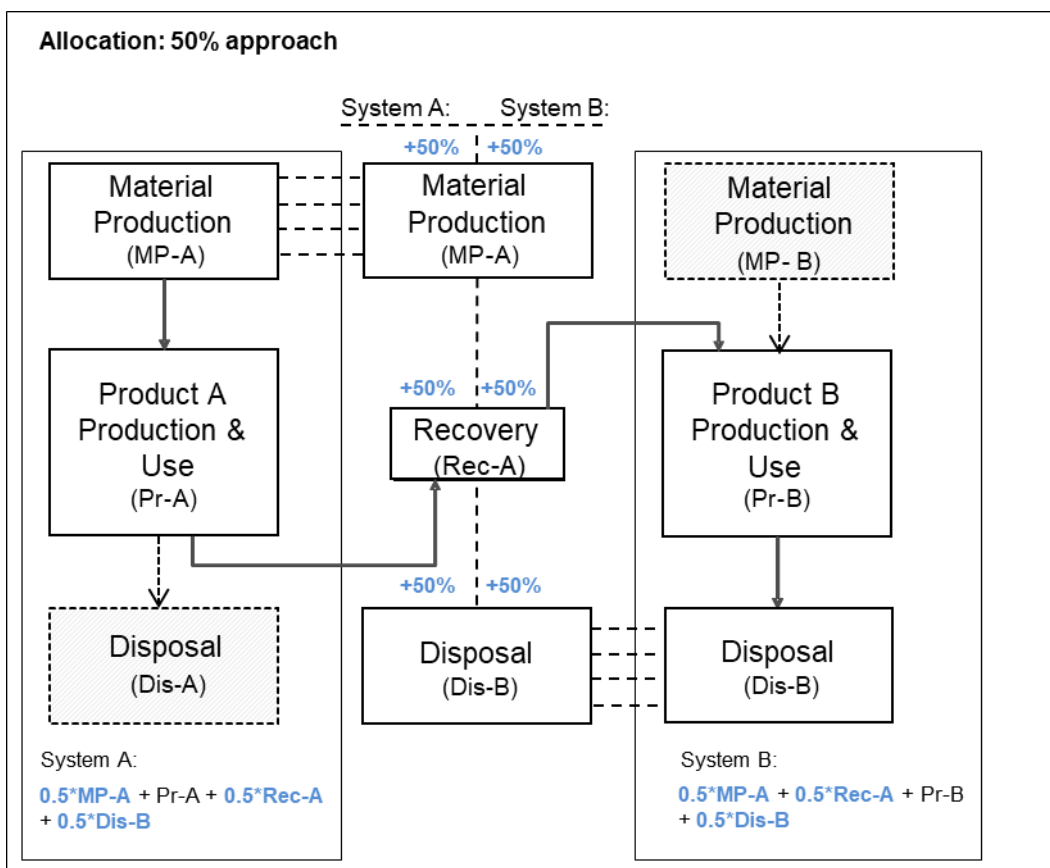 Allocation: 50% approach
System A:
System B:
+50%
+50%
Material
Production
(MP-A)
Material
Production
(MP-A)
Material
Production
(MP- B)
+50%
+50%
Product A
Production &
Use
(Pr-A)
Recovery
(Rec-A)
Product B
Production &
Use
(Pr-B)
+50%
+50%
Disposal
(Dis-A)
Disposal
(Dis-B)
Disposal
(Dis-B)
System A:
0.5*MP-A + Pr-A + 0.5*Rec-A
+ 0.5*Dis-B
System B:
0.5*MP-A + 0.5*Rec-A + Pr-B
+ 0.5*Dis-B